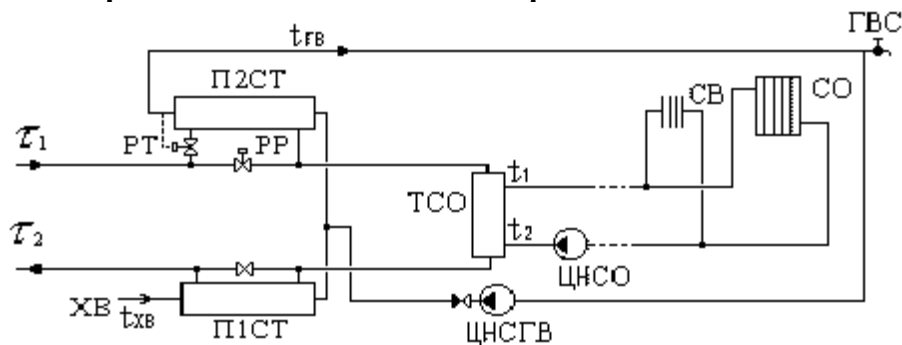 ГВС
tГВ
П2СТ
СВ
СО
τ1
РТ
РР
t1
ТСО
τ2
t2
ЦНСО
ХВ
tХВ
П1СТ
ЦНСГВ